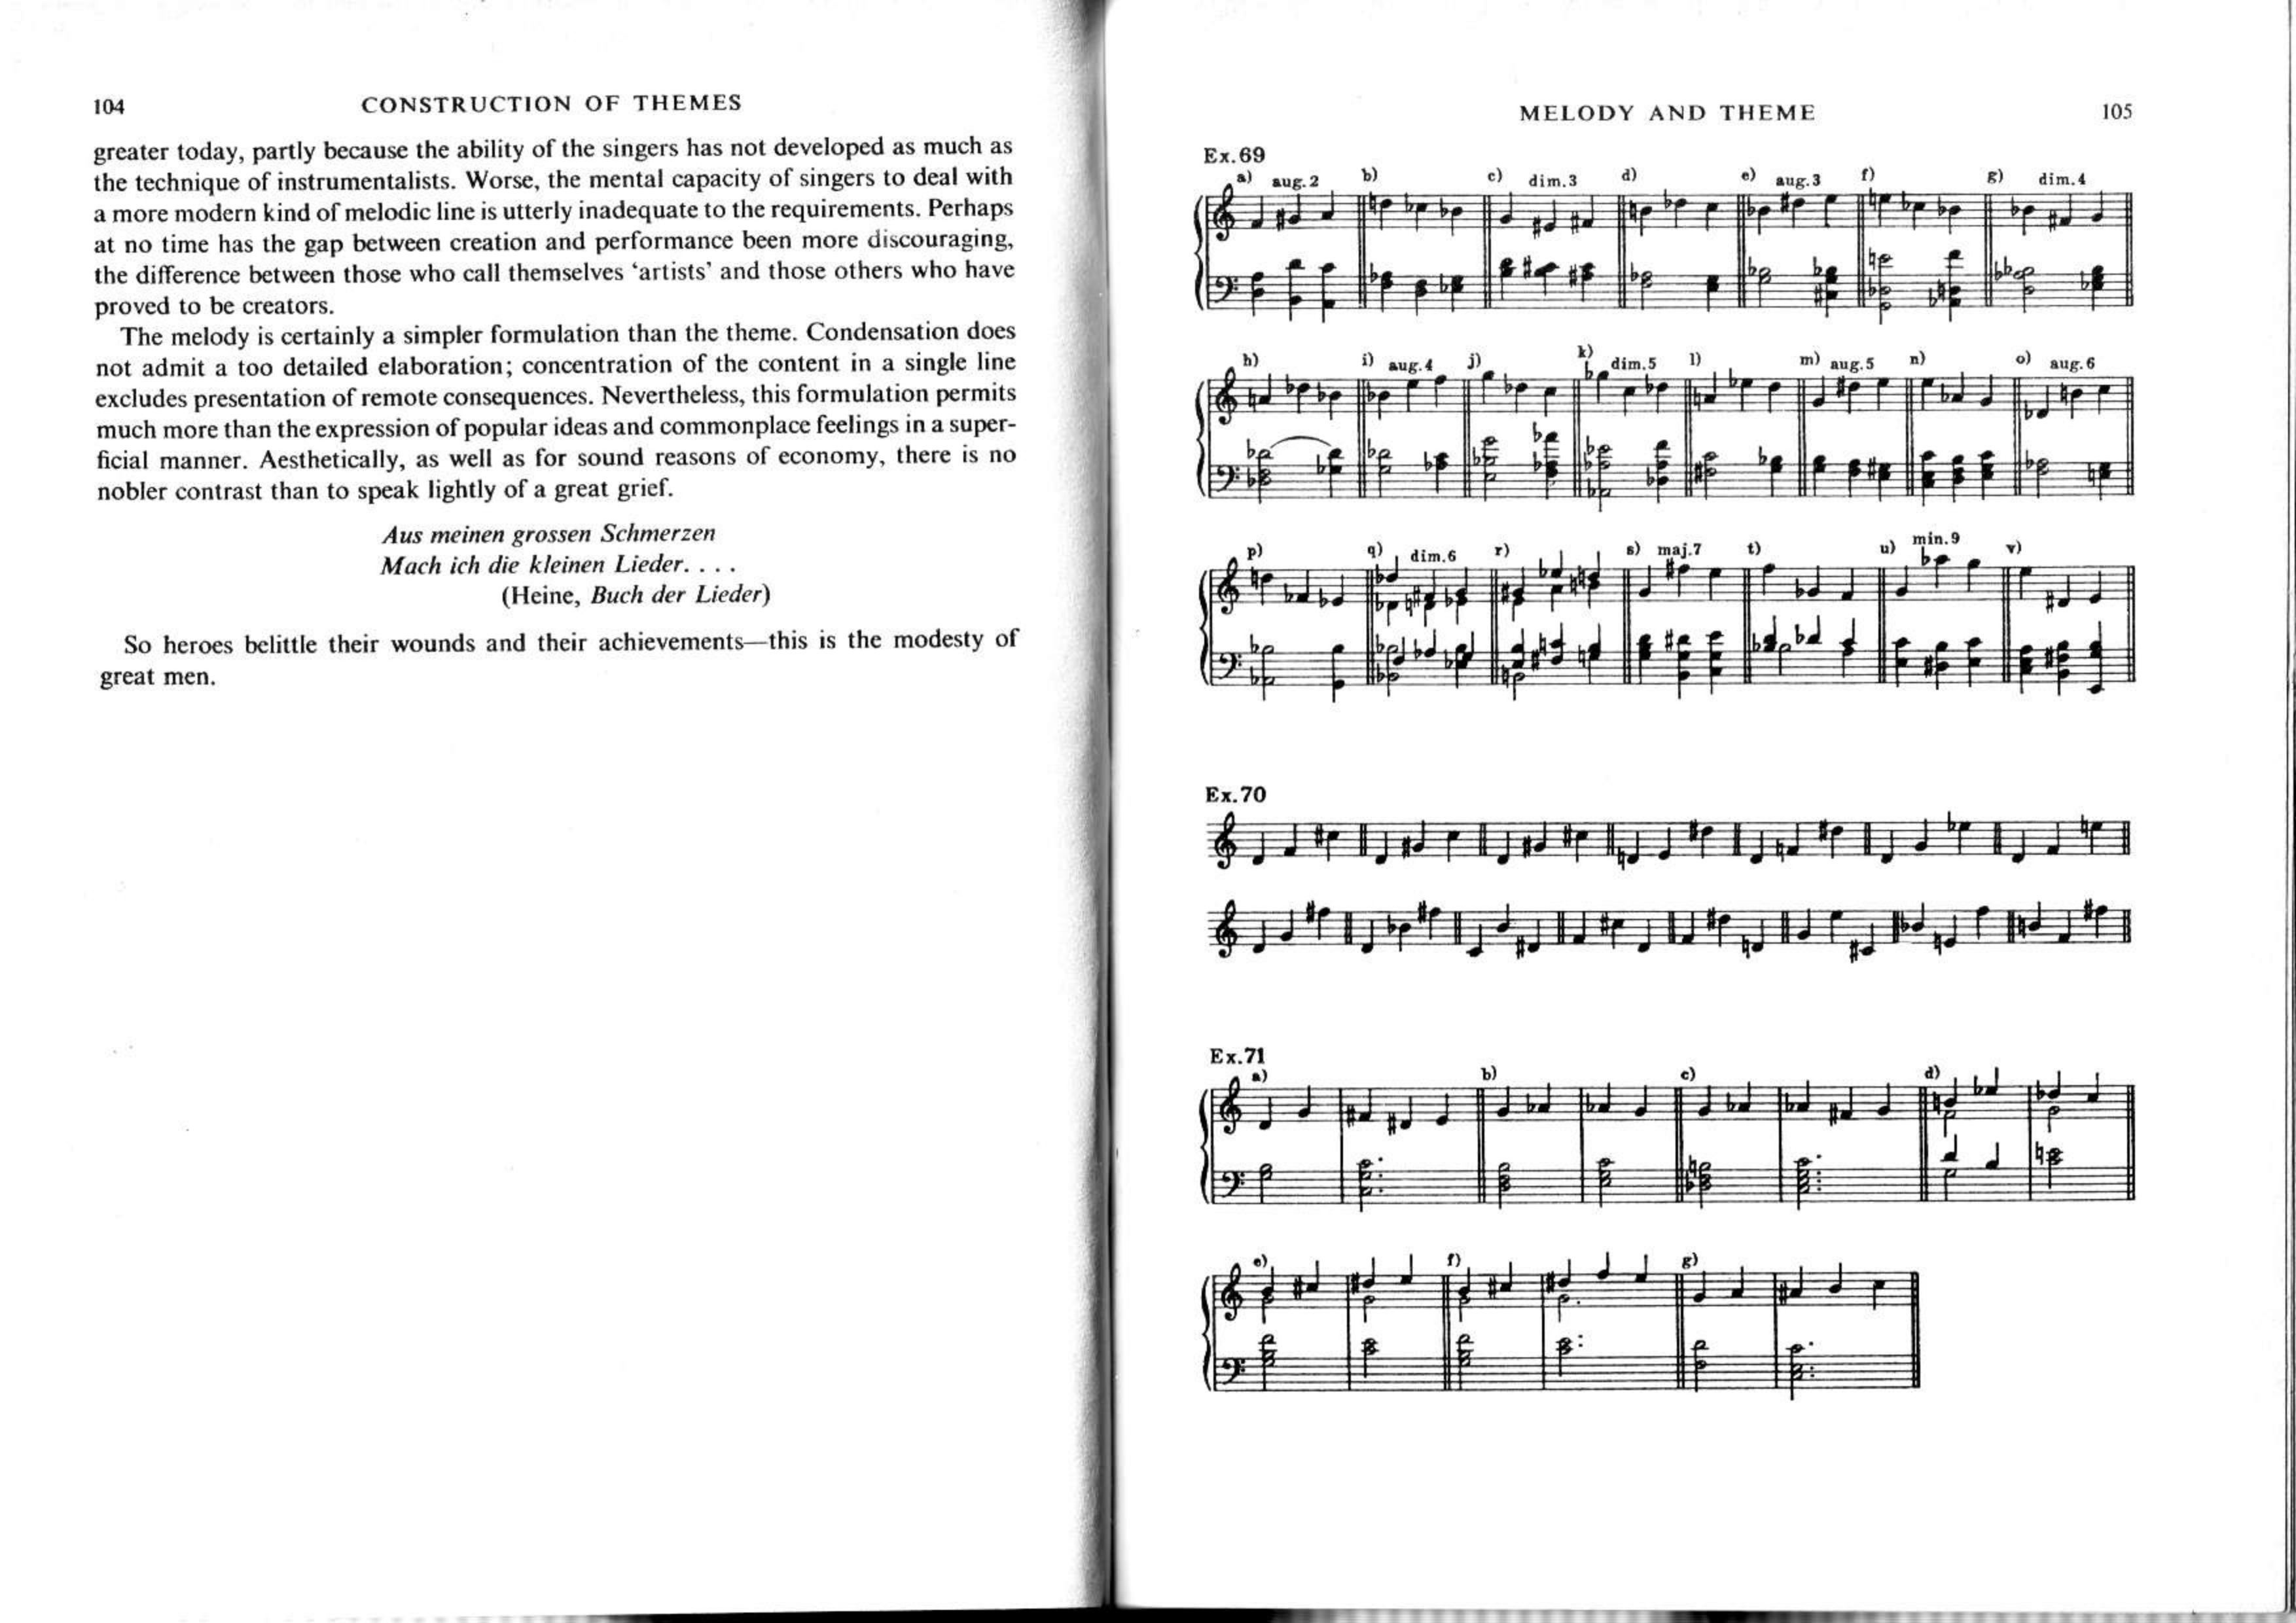 104
CONSTRUCTION OF THEMES
greater today, partly because the ability of the singers has not developed as much as
the technique of instrumentalists. Worse, the mental capacity of singers to deal with
a more modern kind of melodic line is utterly inadequate to the requirements. Perhaps
at no time has the gap between creation and performance been more discouraging,
the difference between those who call themselves ‘artists’ and those others who have
proved to be creators.
The melody is certainly a simpler formulation than the theme. Condensation does
not admit a too detailed elaboration; concentration of the content in a single line
excludes presentation of remote consequences. Nevertheless, this formulation permits
much more than the expression of popular ideas and commonplace feelings in a super-
ficial manner. Aesthetically, as well as for sound reasons of economy, there is no
nobler contrast than to speak lightly of a great grief.
Aus meinen grossen Schmerzen
Mach ich die kleinen Lieder. . . .
(Heine, Buch der Lieder)
So heroes belittle their wounds and their achievements—this is the modesty of
great men.
MELODY AND THEME
105
Ex.69
a) aug.2 b) c) dim.3 d) e) aug.3 f) g) dim.4
h) i) aug.4 j) k) dim.5 l) m) aug.5 n) o) aug.6
p) q) dim.6 r) s) maj.7 t) u) min.9 v)
Ex.70
Ex.71
a) b) c) d)
e) f) g)